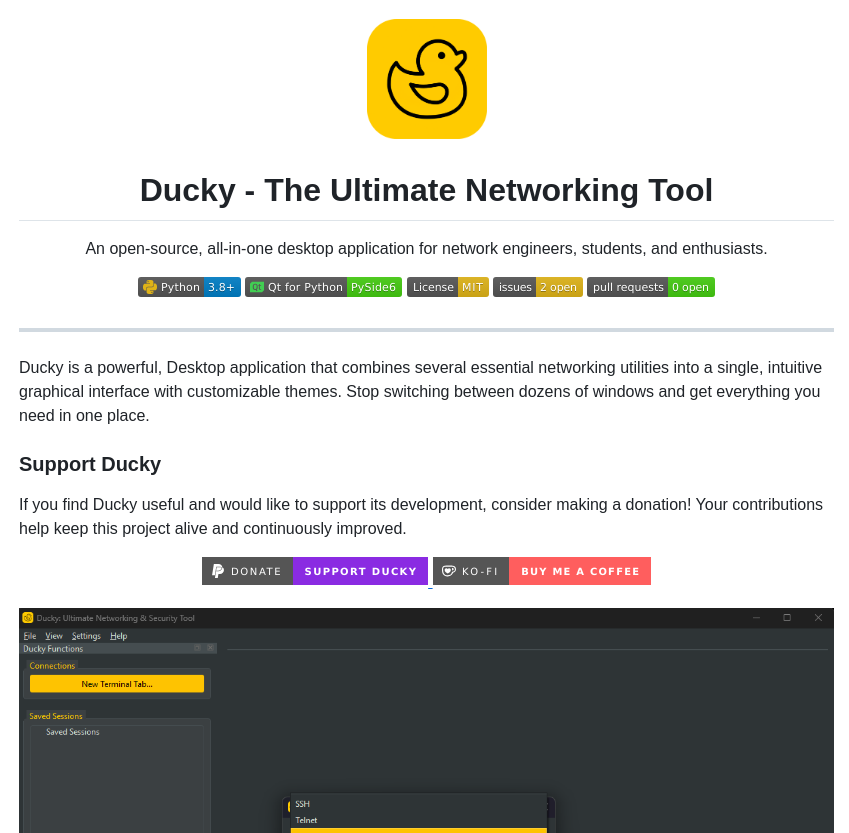 Ducky - The Ultimate Networking Tool
An open-source, all-in-one desktop application for network engineers, students, and enthusiasts.
Python 3.8+ Qt Qt for Python PySide6 License MIT issues 2 open pull requests 0 open
Ducky is a powerful, Desktop application that combines several essential networking utilities into a single, intuitive
graphical interface with customizable themes. Stop switching between dozens of windows and get everything you
need in one place.
Support Ducky
If you find Ducky useful and would like to support its development, consider making a donation! Your contributions
help keep this project alive and continuously improved.
DONATE SUPPORT DUCKY KO-FI BUY ME A COFFEE
Ducky: Ultimate Networking & Security Tool
File View Settings Help
Ducky Functions
Connections
New Terminal Tab...
Saved Sessions
Saved Sessions
SSH
Telnet